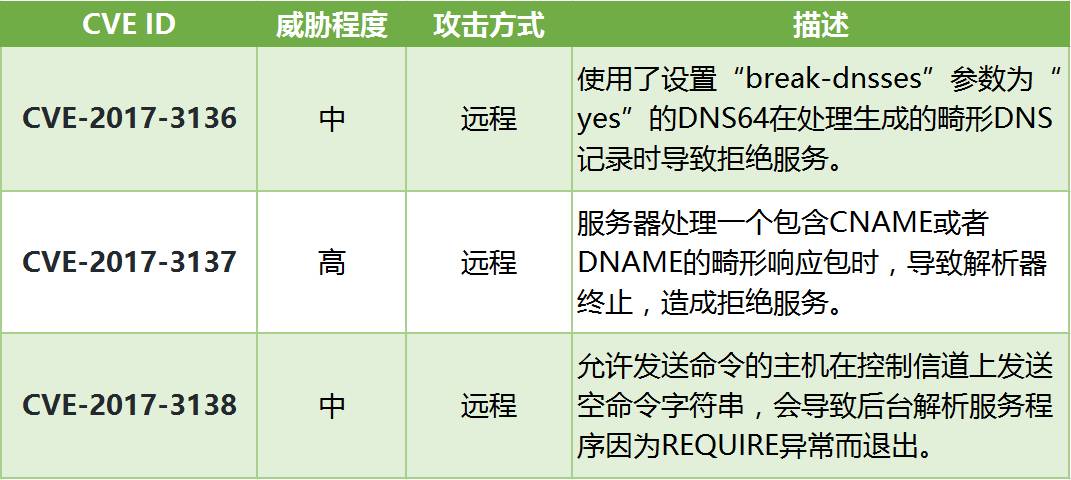 CVE ID 威胁程度 攻击方式 描述
使用了设置“break-dnsses”参数为“
CVE-2017-3136 中 远程 yes”的DNS64在处理生成的畸形DNS
记录时导致拒绝服务。
服务器处理一个包含CNAME或者
CVE-2017-3137 高 远程 DNAME的畸形响应包时，导致解析器
终止，造成拒绝服务。
允许发送命令的主机在控制信道上发送
CVE-2017-3138 中 远程 空命令字符串，会导致后台解析服务程
序因为REQUIRE异常而退出。